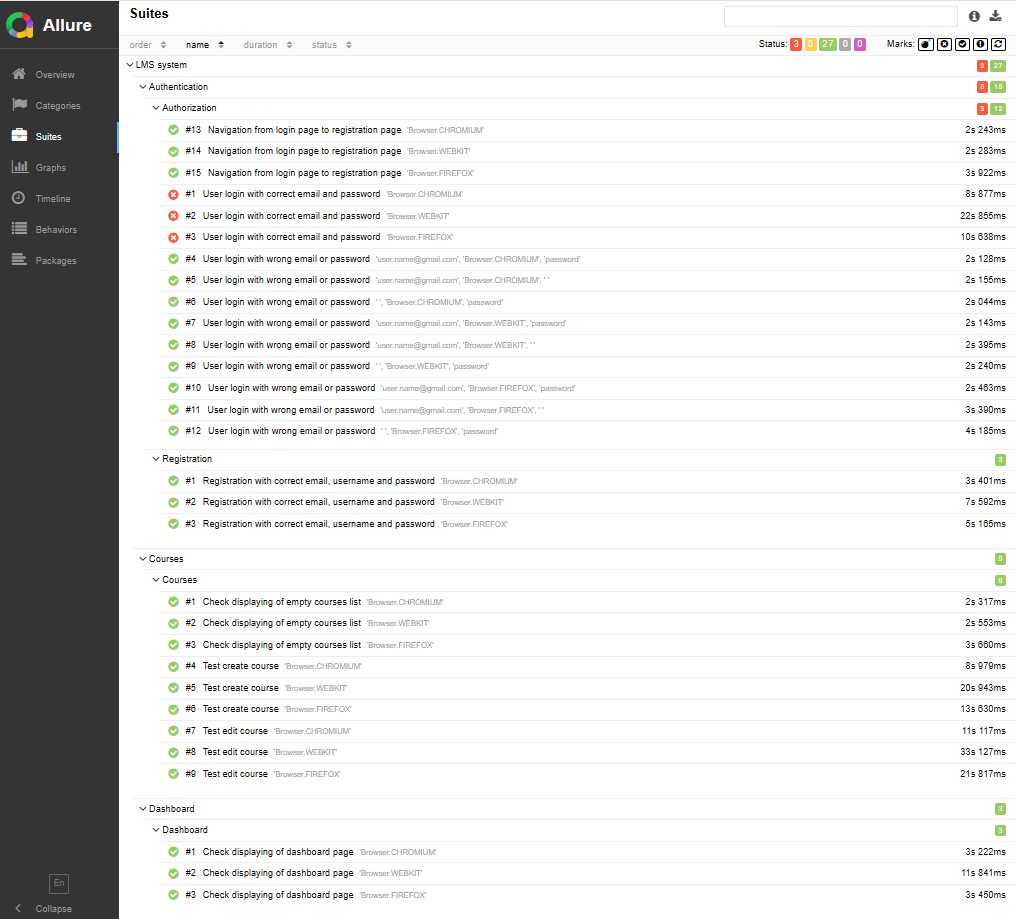 Allure
Suites
order name duration status Status: 3 0 27 0 0 Marks:
Overview
Categories
Suites
Graphs
Timeline
Behaviors
Packages
En
Collapse
LMS system 3 27
Authentication 3 15
Authorization 3 12
#13 Navigation from login page to registration page 'Browser.CHROMIUM' 2s 243ms
#14 Navigation from login page to registration page 'Browser.WEBKIT' 2s 283ms
#15 Navigation from login page to registration page 'Browser.FIREFOX' 3s 922ms
#1 User login with correct email and password 'Browser.CHROMIUM' 8s 877ms
#2 User login with correct email and password 'Browser.WEBKIT' 22s 855ms
#3 User login with correct email and password 'Browser.FIREFOX' 10s 638ms
#4 User login with wrong email or password 'user.name@gmail.com', 'Browser.CHROMIUM', 'password' 2s 128ms
#5 User login with wrong email or password 'user.name@gmail.com', 'Browser.CHROMIUM', ' ' 2s 155ms
#6 User login with wrong email or password ' ', 'Browser.CHROMIUM', 'password' 2s 044ms
#7 User login with wrong email or password 'user.name@gmail.com', 'Browser.WEBKIT', 'password' 2s 143ms
#8 User login with wrong email or password 'user.name@gmail.com', 'Browser.WEBKIT', ' ' 2s 395ms
#9 User login with wrong email or password ' ', 'Browser.WEBKIT', 'password' 2s 240ms
#10 User login with wrong email or password 'user.name@gmail.com', 'Browser.FIREFOX', 'password' 2s 463ms
#11 User login with wrong email or password 'user.name@gmail.com', 'Browser.FIREFOX', ' ' 3s 390ms
#12 User login with wrong email or password ' ', 'Browser.FIREFOX', 'password' 4s 185ms
Registration 3
#1 Registration with correct email, username and password 'Browser.CHROMIUM' 3s 401ms
#2 Registration with correct email, username and password 'Browser.WEBKIT' 7s 592ms
#3 Registration with correct email, username and password 'Browser.FIREFOX' 5s 165ms
Courses 9
Courses 9
#1 Check displaying of empty courses list 'Browser.CHROMIUM' 2s 317ms
#2 Check displaying of empty courses list 'Browser.WEBKIT' 2s 553ms
#3 Check displaying of empty courses list 'Browser.FIREFOX' 3s 660ms
#4 Test create course 'Browser.CHROMIUM' 8s 979ms
#5 Test create course 'Browser.WEBKIT' 20s 943ms
#6 Test create course 'Browser.FIREFOX' 13s 630ms
#7 Test edit course 'Browser.CHROMIUM' 11s 117ms
#8 Test edit course 'Browser.WEBKIT' 33s 127ms
#9 Test edit course 'Browser.FIREFOX' 21s 817ms
Dashboard 3
Dashboard 3
#1 Check displaying of dashboard page 'Browser.CHROMIUM' 3s 222ms
#2 Check displaying of dashboard page 'Browser.WEBKIT' 11s 841ms
#3 Check displaying of dashboard page 'Browser.FIREFOX' 3s 450ms